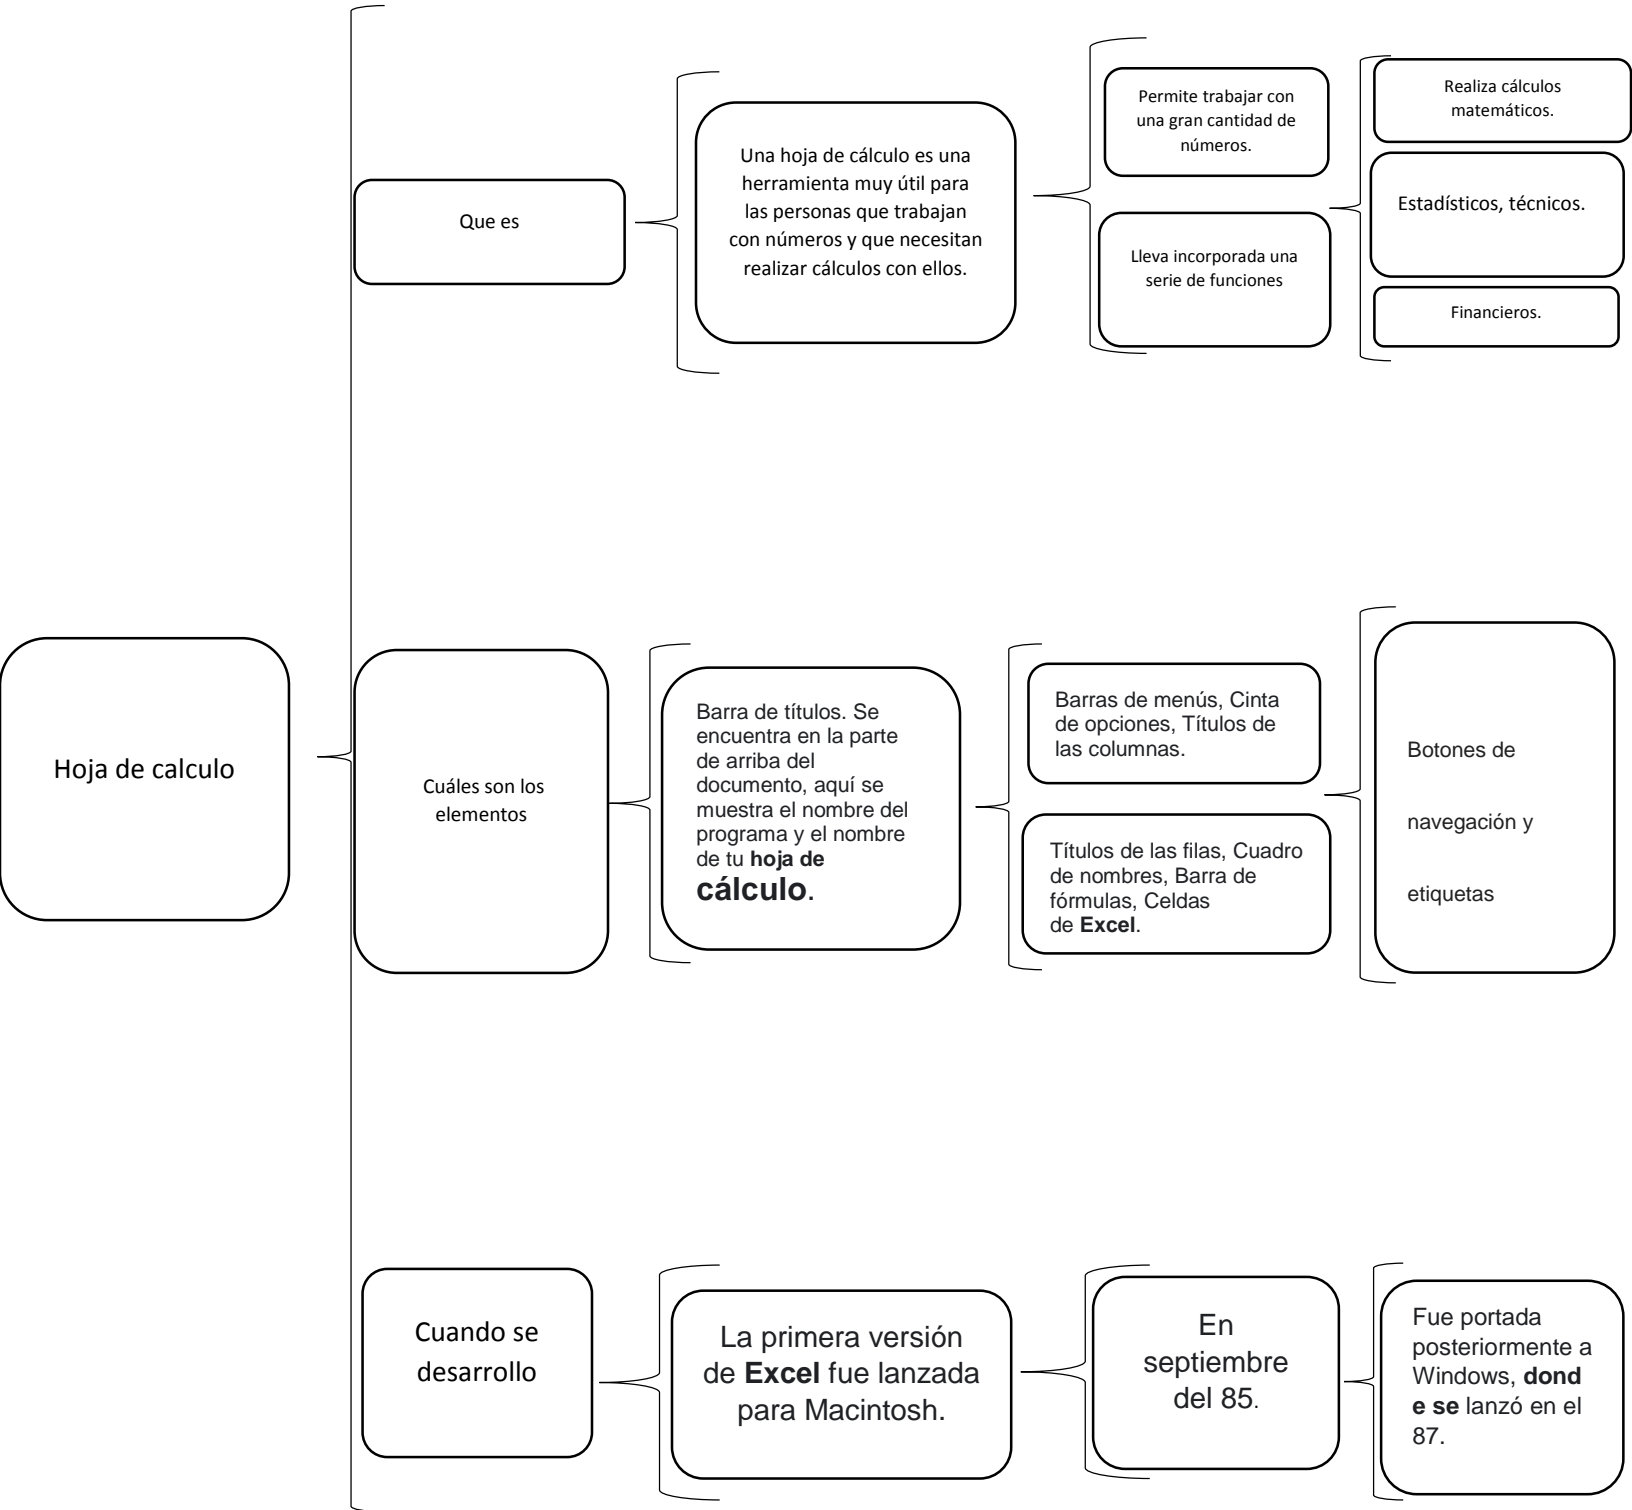 Que es
Una hoja de cálculo es una
herramienta muy útil para
las personas que trabajan
con números y que necesitan
realizar cálculos con ellos.
Permite trabajar con
una gran cantidad de
números.
Lleva incorporada una
serie de funciones
Realiza cálculos
matemáticos.
Estadísticos, técnicos.
Financieros.
Hoja de calculo
Cuáles son los
elementos
Barra de títulos. Se
encuentra en la parte
de arriba del
documento, aquí se
muestra el nombre del
programa y el nombre
de tu hoja de
cálculo.
Barras de menús, Cinta
de opciones, Títulos de
las columnas.
Títulos de las filas, Cuadro
de nombres, Barra de
fórmulas, Celdas
de Excel.
Botones de
navegación y
etiquetas
Cuando se
desarrollo
La primera versión
de Excel fue lanzada
para Macintosh.
En
septiembre
del 85.
Fue portada
posteriormente a
Windows, dond
e se lanzó en el
87.